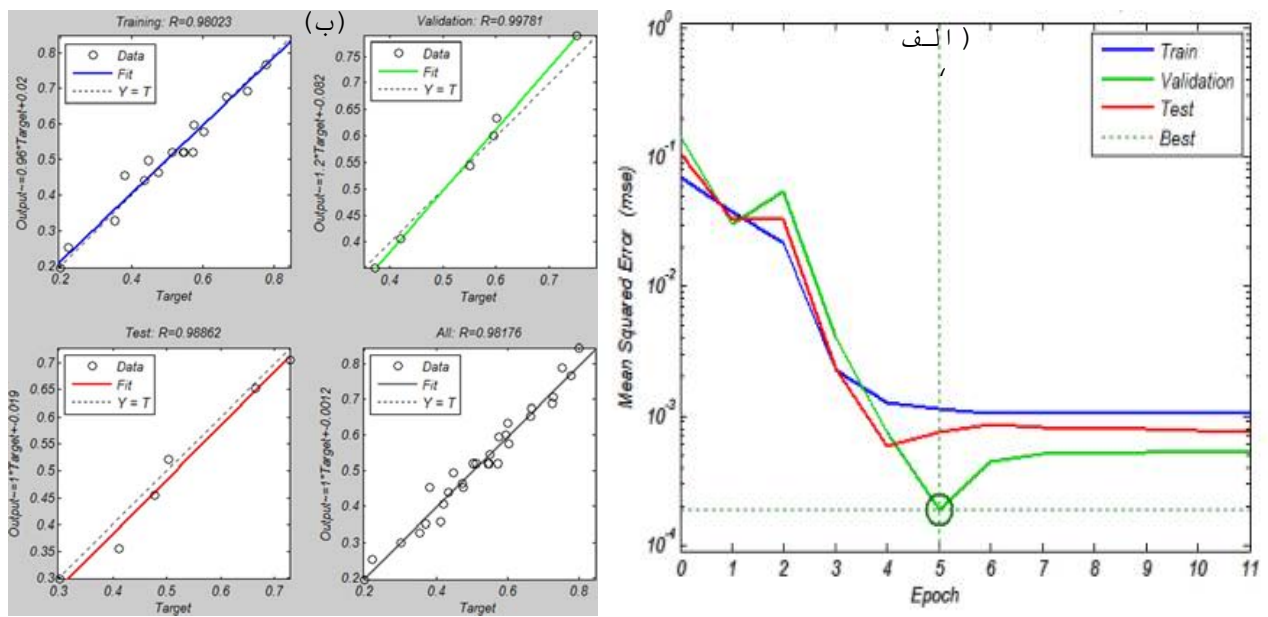 (ب)
Training: R=0.98023
Output~=0.96*Target+0.02
0.8
0.7
0.6
0.5
0.4
0.3
0.2
Data
Fit
Y = T
0.2 0.4 0.6 0.8
Target
Validation: R=0.99781
Output~=1.2*Target+-0.082
0.75
0.7
0.65
0.6
0.55
0.5
0.45
0.4
Data
Fit
Y = T
0.4 0.5 0.6 0.7
Target
Test: R=0.98862
Output~=1*Target+-0.019
0.7
0.65
0.6
0.55
0.5
0.45
0.4
0.35
0.3
Data
Fit
Y = T
0.3 0.4 0.5 0.6 0.7
Target
All: R=0.98176
Output~=1*Target+-0.0012
0.8
0.7
0.6
0.5
0.4
0.3
0.2
Data
Fit
Y = T
0.2 0.4 0.6 0.8
Target
(الف
Mean Squared Error (mse)
10^0
10^-1
10^-2
10^-3
10^-4
Train
Validation
Test
Best
0 1 2 3 4 5 6 7 8 9 10 11
Epoch